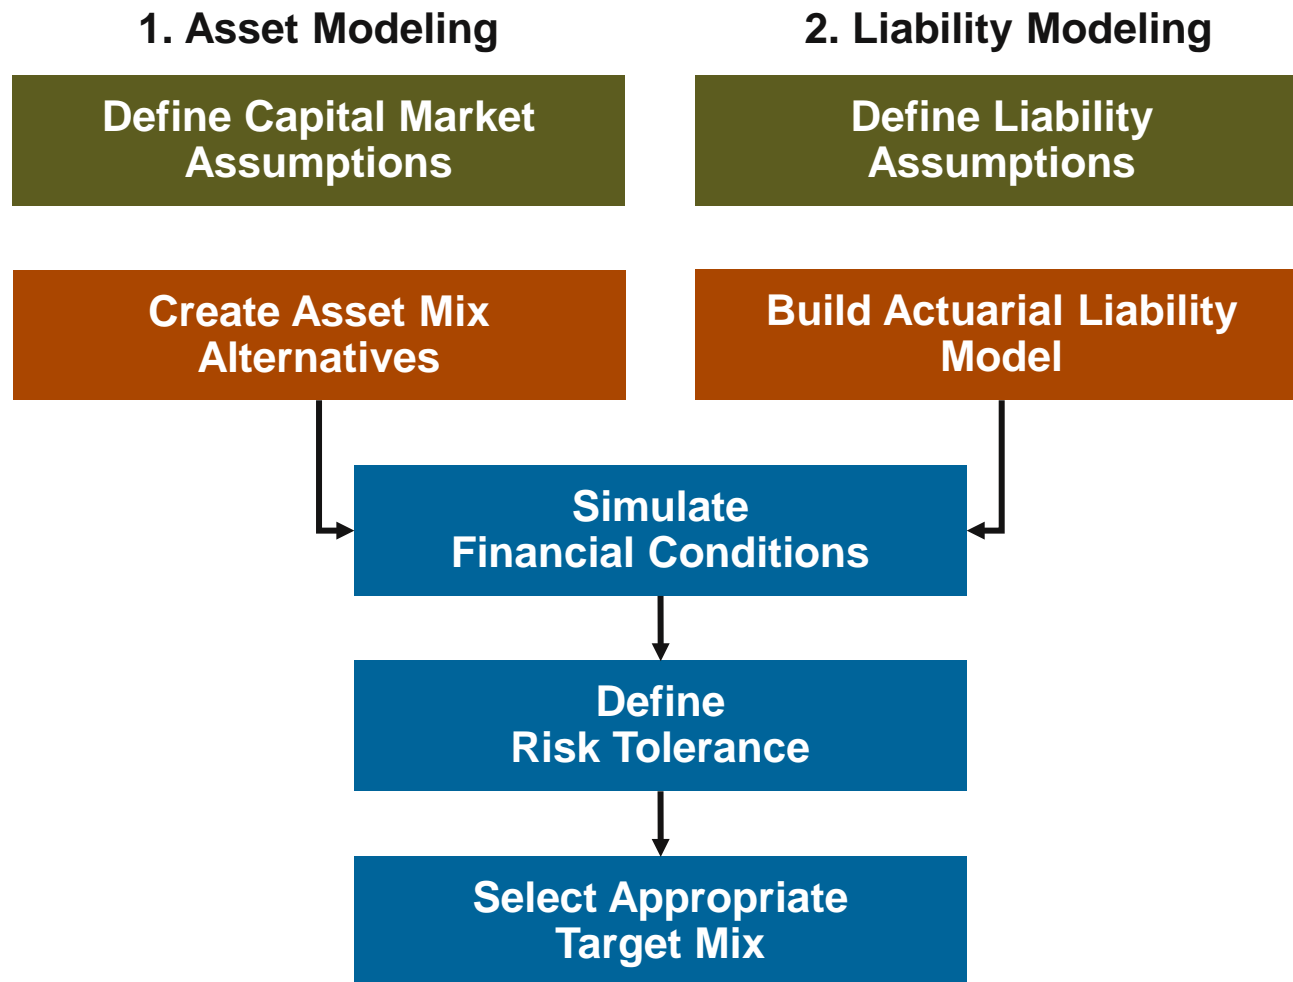 1. Asset Modeling
2. Liability Modeling
Define Capital Market
Assumptions
Define Liability
Assumptions
Create Asset Mix
Alternatives
Build Actuarial Liability
Model
Simulate
Financial Conditions
Define
Risk Tolerance
Select Appropriate
Target Mix